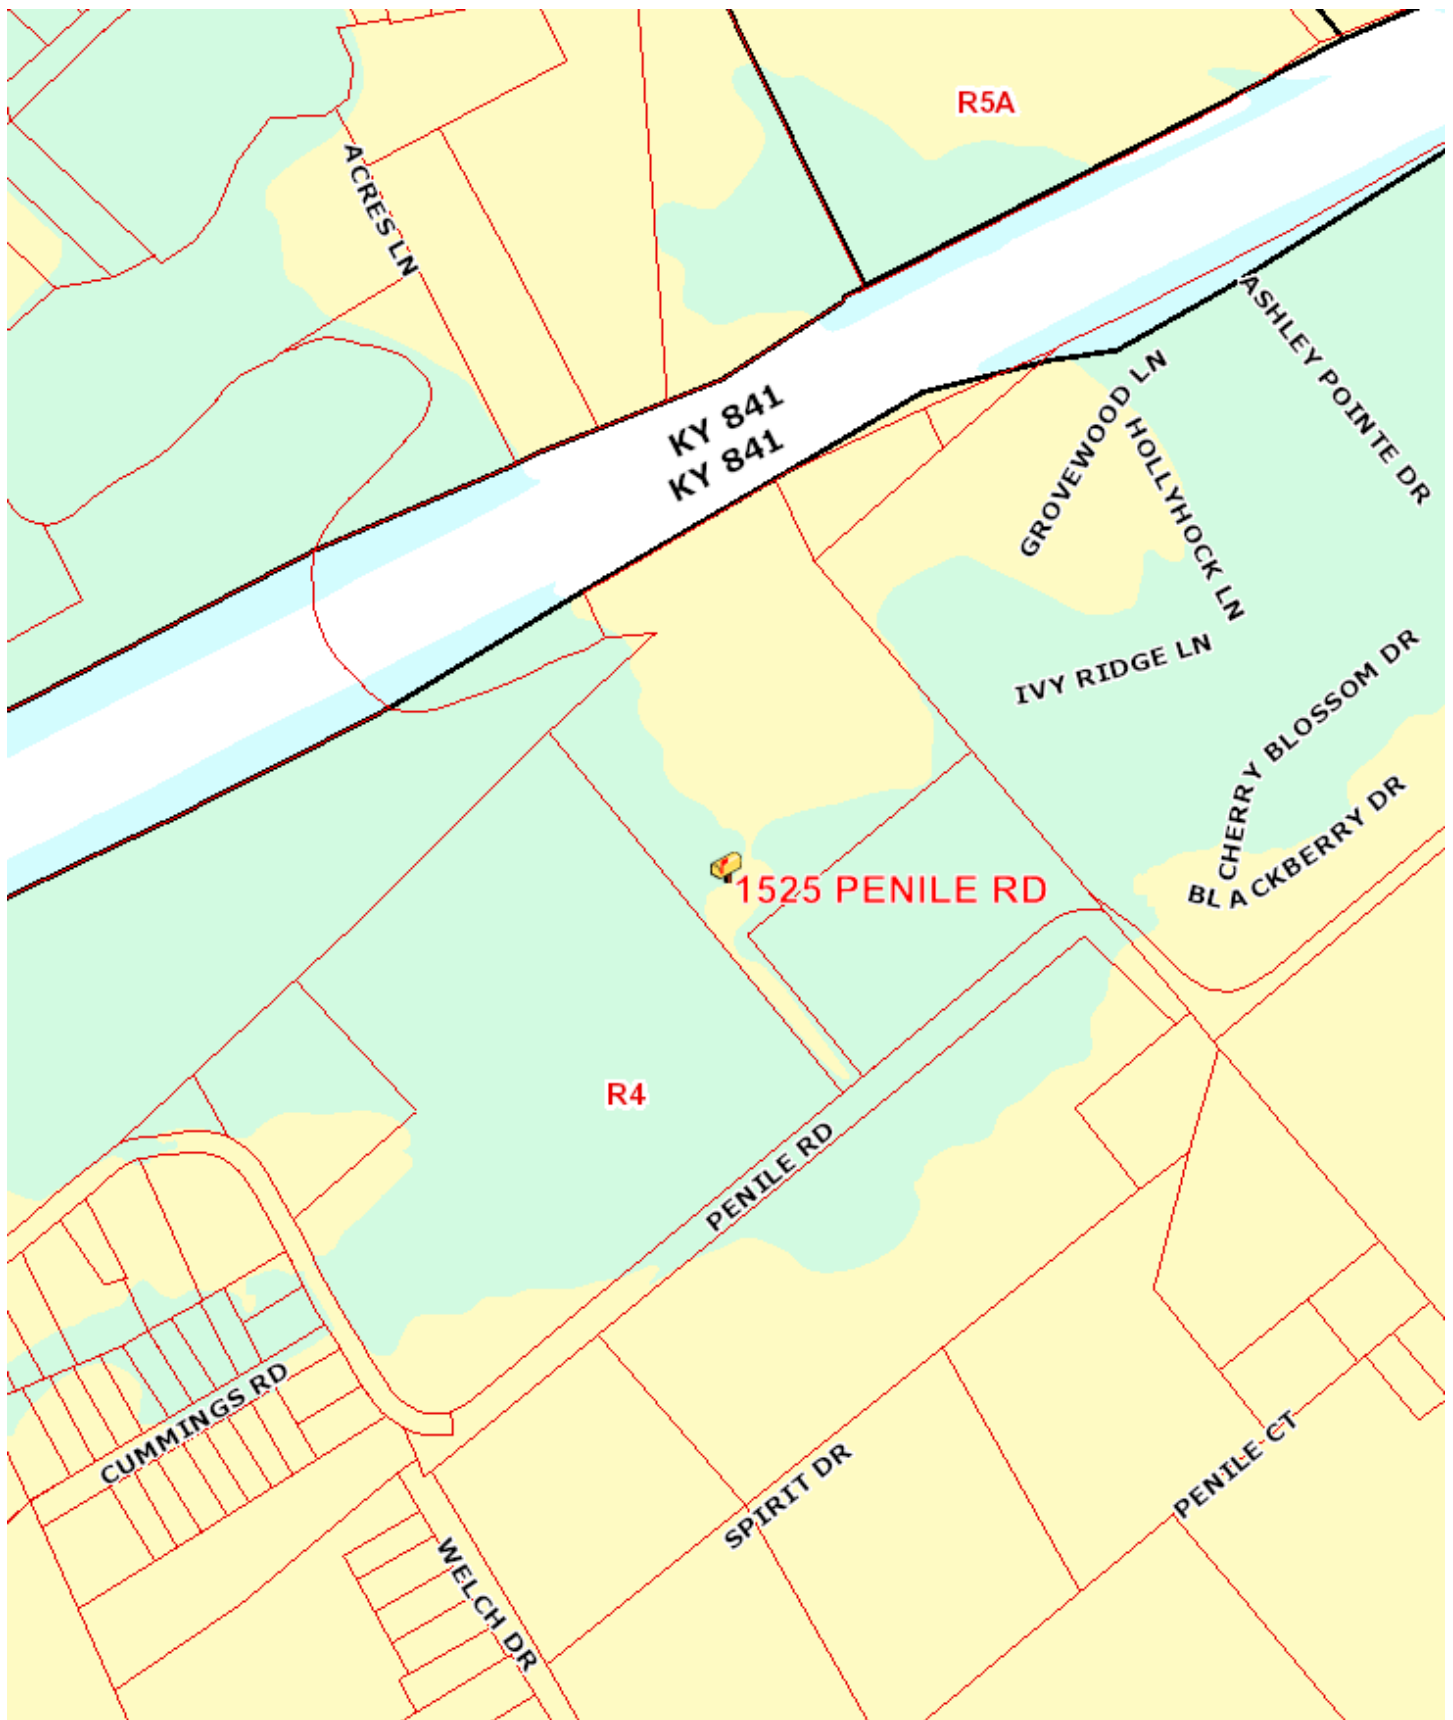 R5A
ACRES LN
ASHLEY POINTE DR
KY 841
KY 841
GROVEWOOD LN
HOLLYHOCK LN
IVY RIDGE LN
CHERRY BLOSSOM DR
BLACKBERRY DR
1525 PENILE RD
R4
PENILE RD
CUMMINGS RD
SPIRIT DR
PENILE CT
WELCH DR